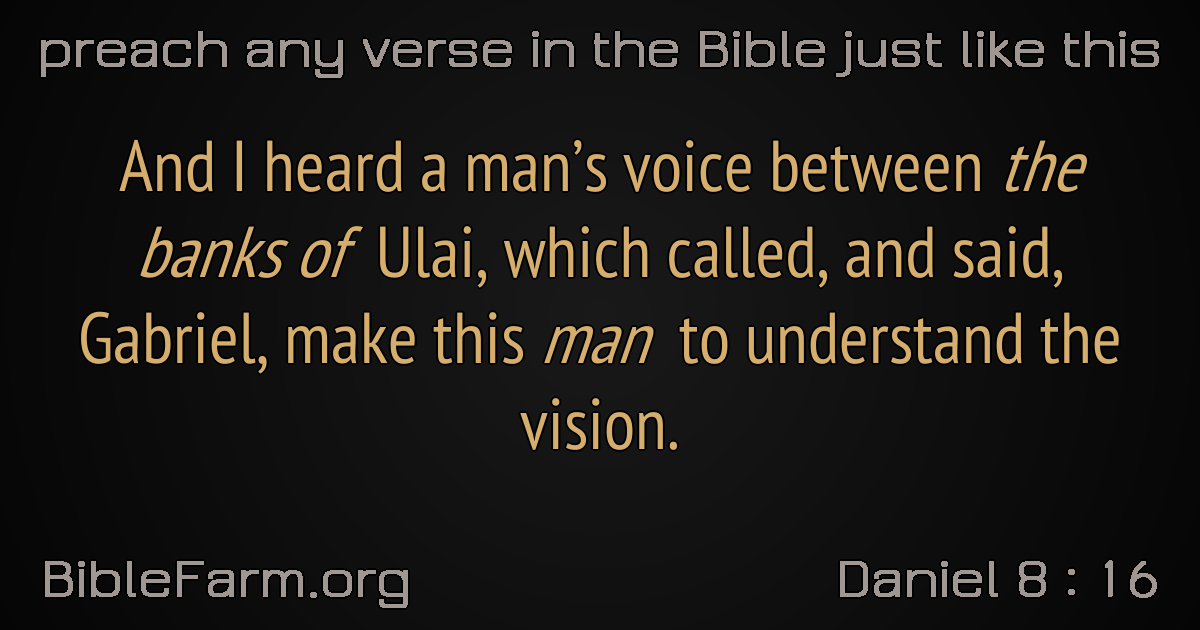 preach any verse in the Bible just like this
And I heard a man’s voice between the
banks of Ulai, which called, and said,
Gabriel, make this man to understand the
vision.
BibleFarm.org
Daniel 8 : 16